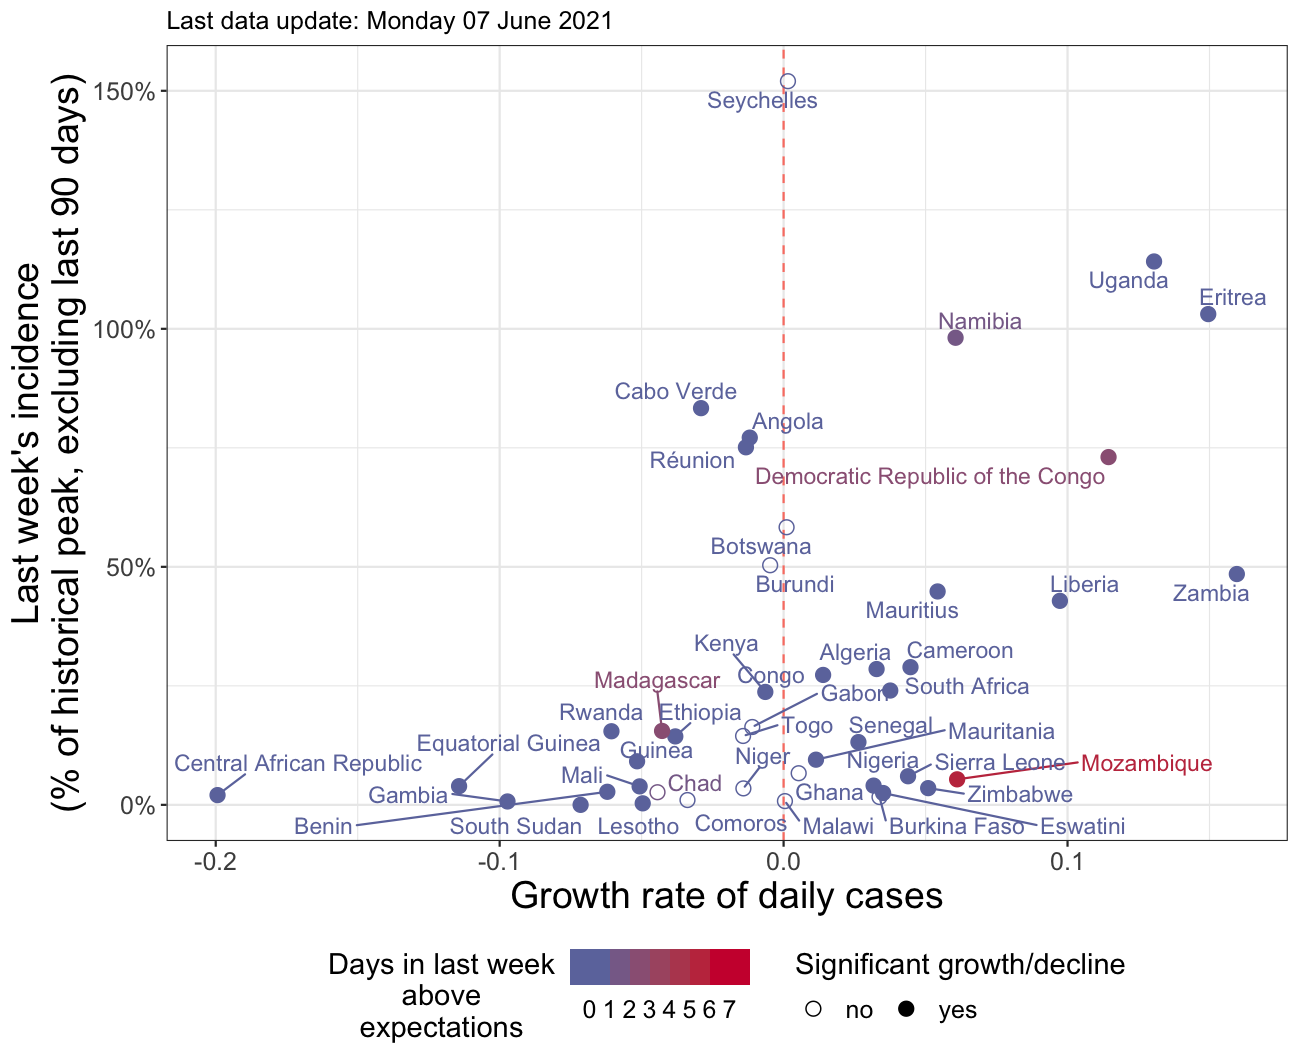 Last data update: Monday 07 June 2021
Last week's incidence
(% of historical peak, excluding last 90 days)
150%
100%
50%
0%
Seychelles
Uganda
Eritrea
Namibia
Cabo Verde
Angola
Réunion
Democratic Republic of the Congo
Botswana
Burundi
Liberia
Zambia
Mauritius
Kenya
Algeria
Cameroon
Congo
Madagascar
Gabon
South Africa
Rwanda
Ethiopia
Togo
Senegal
Mauritania
Equatorial Guinea
Guinea
Niger
Nigeria
Sierra Leone
Mozambique
Central African Republic
Mali
Chad
Gambia
Ghana
Zimbabwe
Benin
South Sudan
Lesotho
Comoros
Malawi
Burkina Faso
Eswatini
-0.2
-0.1
0.0
0.1
Growth rate of daily cases
Days in last week
above
expectations
0 1 2 3 4 5 6 7
Significant growth/decline
no
yes